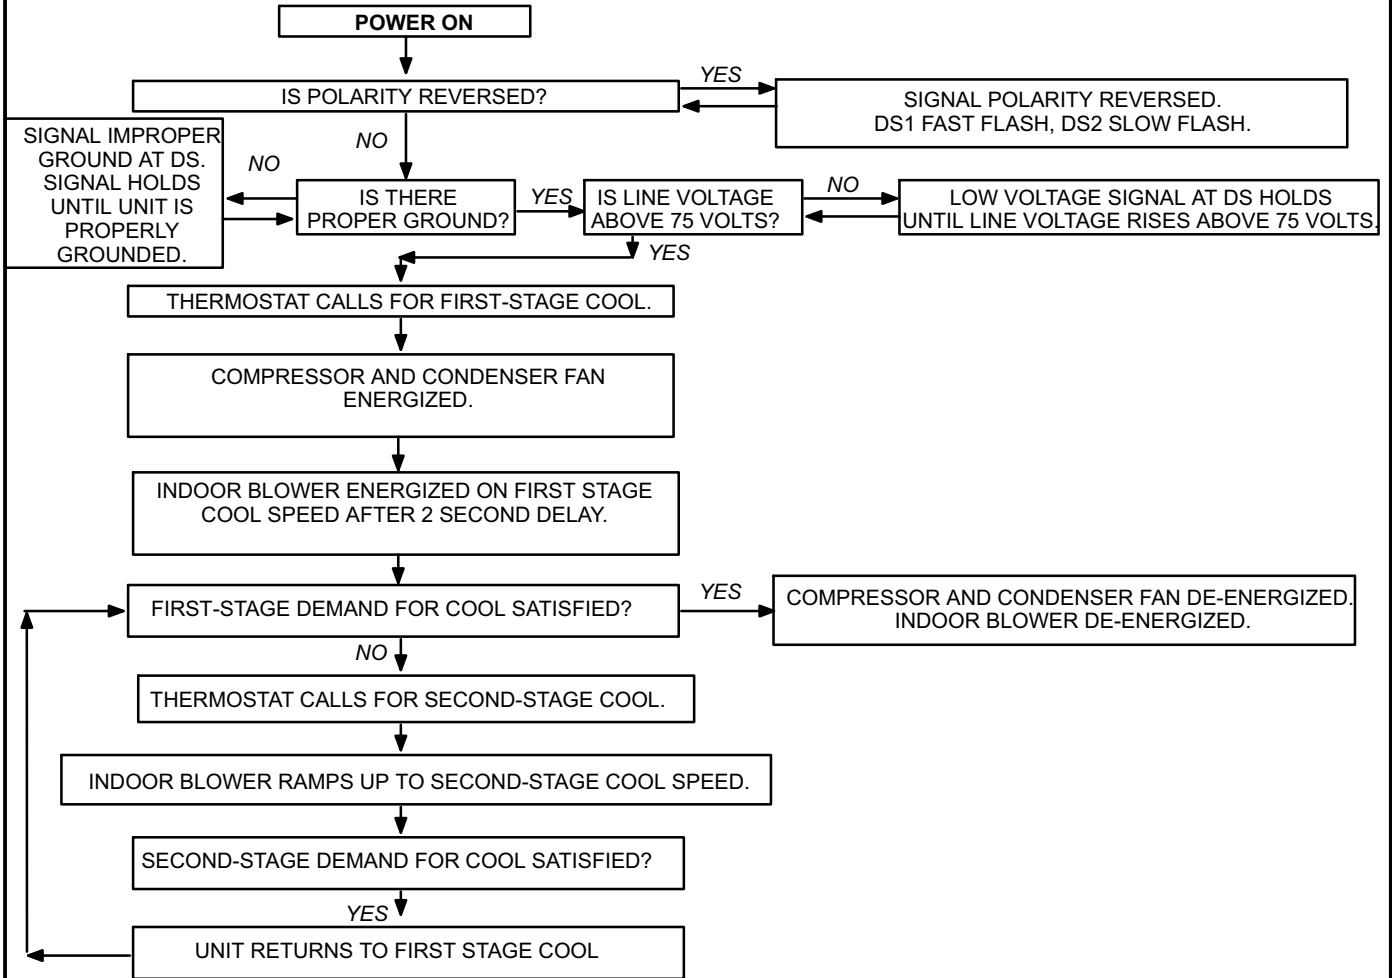 POWER ON
IS POLARITY REVERSED?
YES
SIGNAL POLARITY REVERSED.
DS1 FAST FLASH, DS2 SLOW FLASH.
NO
SIGNAL IMPROPER
GROUND AT DS.
SIGNAL HOLDS
UNTIL UNIT IS
PROPERLY
GROUNDED.
NO
IS THERE
PROPER GROUND?
YES
IS LINE VOLTAGE
ABOVE 75 VOLTS?
NO
LOW VOLTAGE SIGNAL AT DS HOLDS
UNTIL LINE VOLTAGE RISES ABOVE 75 VOLTS.
YES
THERMOSTAT CALLS FOR FIRST-STAGE COOL.
COMPRESSOR AND CONDENSER FAN
ENERGIZED.
INDOOR BLOWER ENERGIZED ON FIRST STAGE
COOL SPEED AFTER 2 SECOND DELAY.
FIRST-STAGE DEMAND FOR COOL SATISFIED?
YES
COMPRESSOR AND CONDENSER FAN DE-ENERGIZED.
INDOOR BLOWER DE-ENERGIZED.
NO
THERMOSTAT CALLS FOR SECOND-STAGE COOL.
INDOOR BLOWER RAMPS UP TO SECOND-STAGE COOL SPEED.
SECOND-STAGE DEMAND FOR COOL SATISFIED?
YES
UNIT RETURNS TO FIRST STAGE COOL